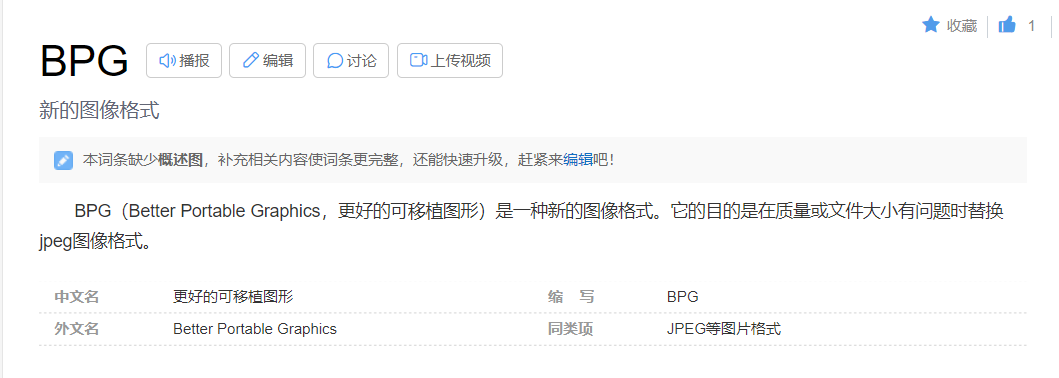 收藏 1
BPG 播报 编辑 讨论 上传视频
新的图像格式
本词条缺少概述图，补充相关内容使词条更完整，还能快速升级，赶紧来编辑吧！
BPG（Better Portable Graphics，更好的可移植图形）是一种新的图像格式。它的目的是在质量或文件大小有问题时替换
jpeg图像格式。
中文名 更好的可移植图形 缩 写 BPG
外文名 Better Portable Graphics 同类项 JPEG等图片格式